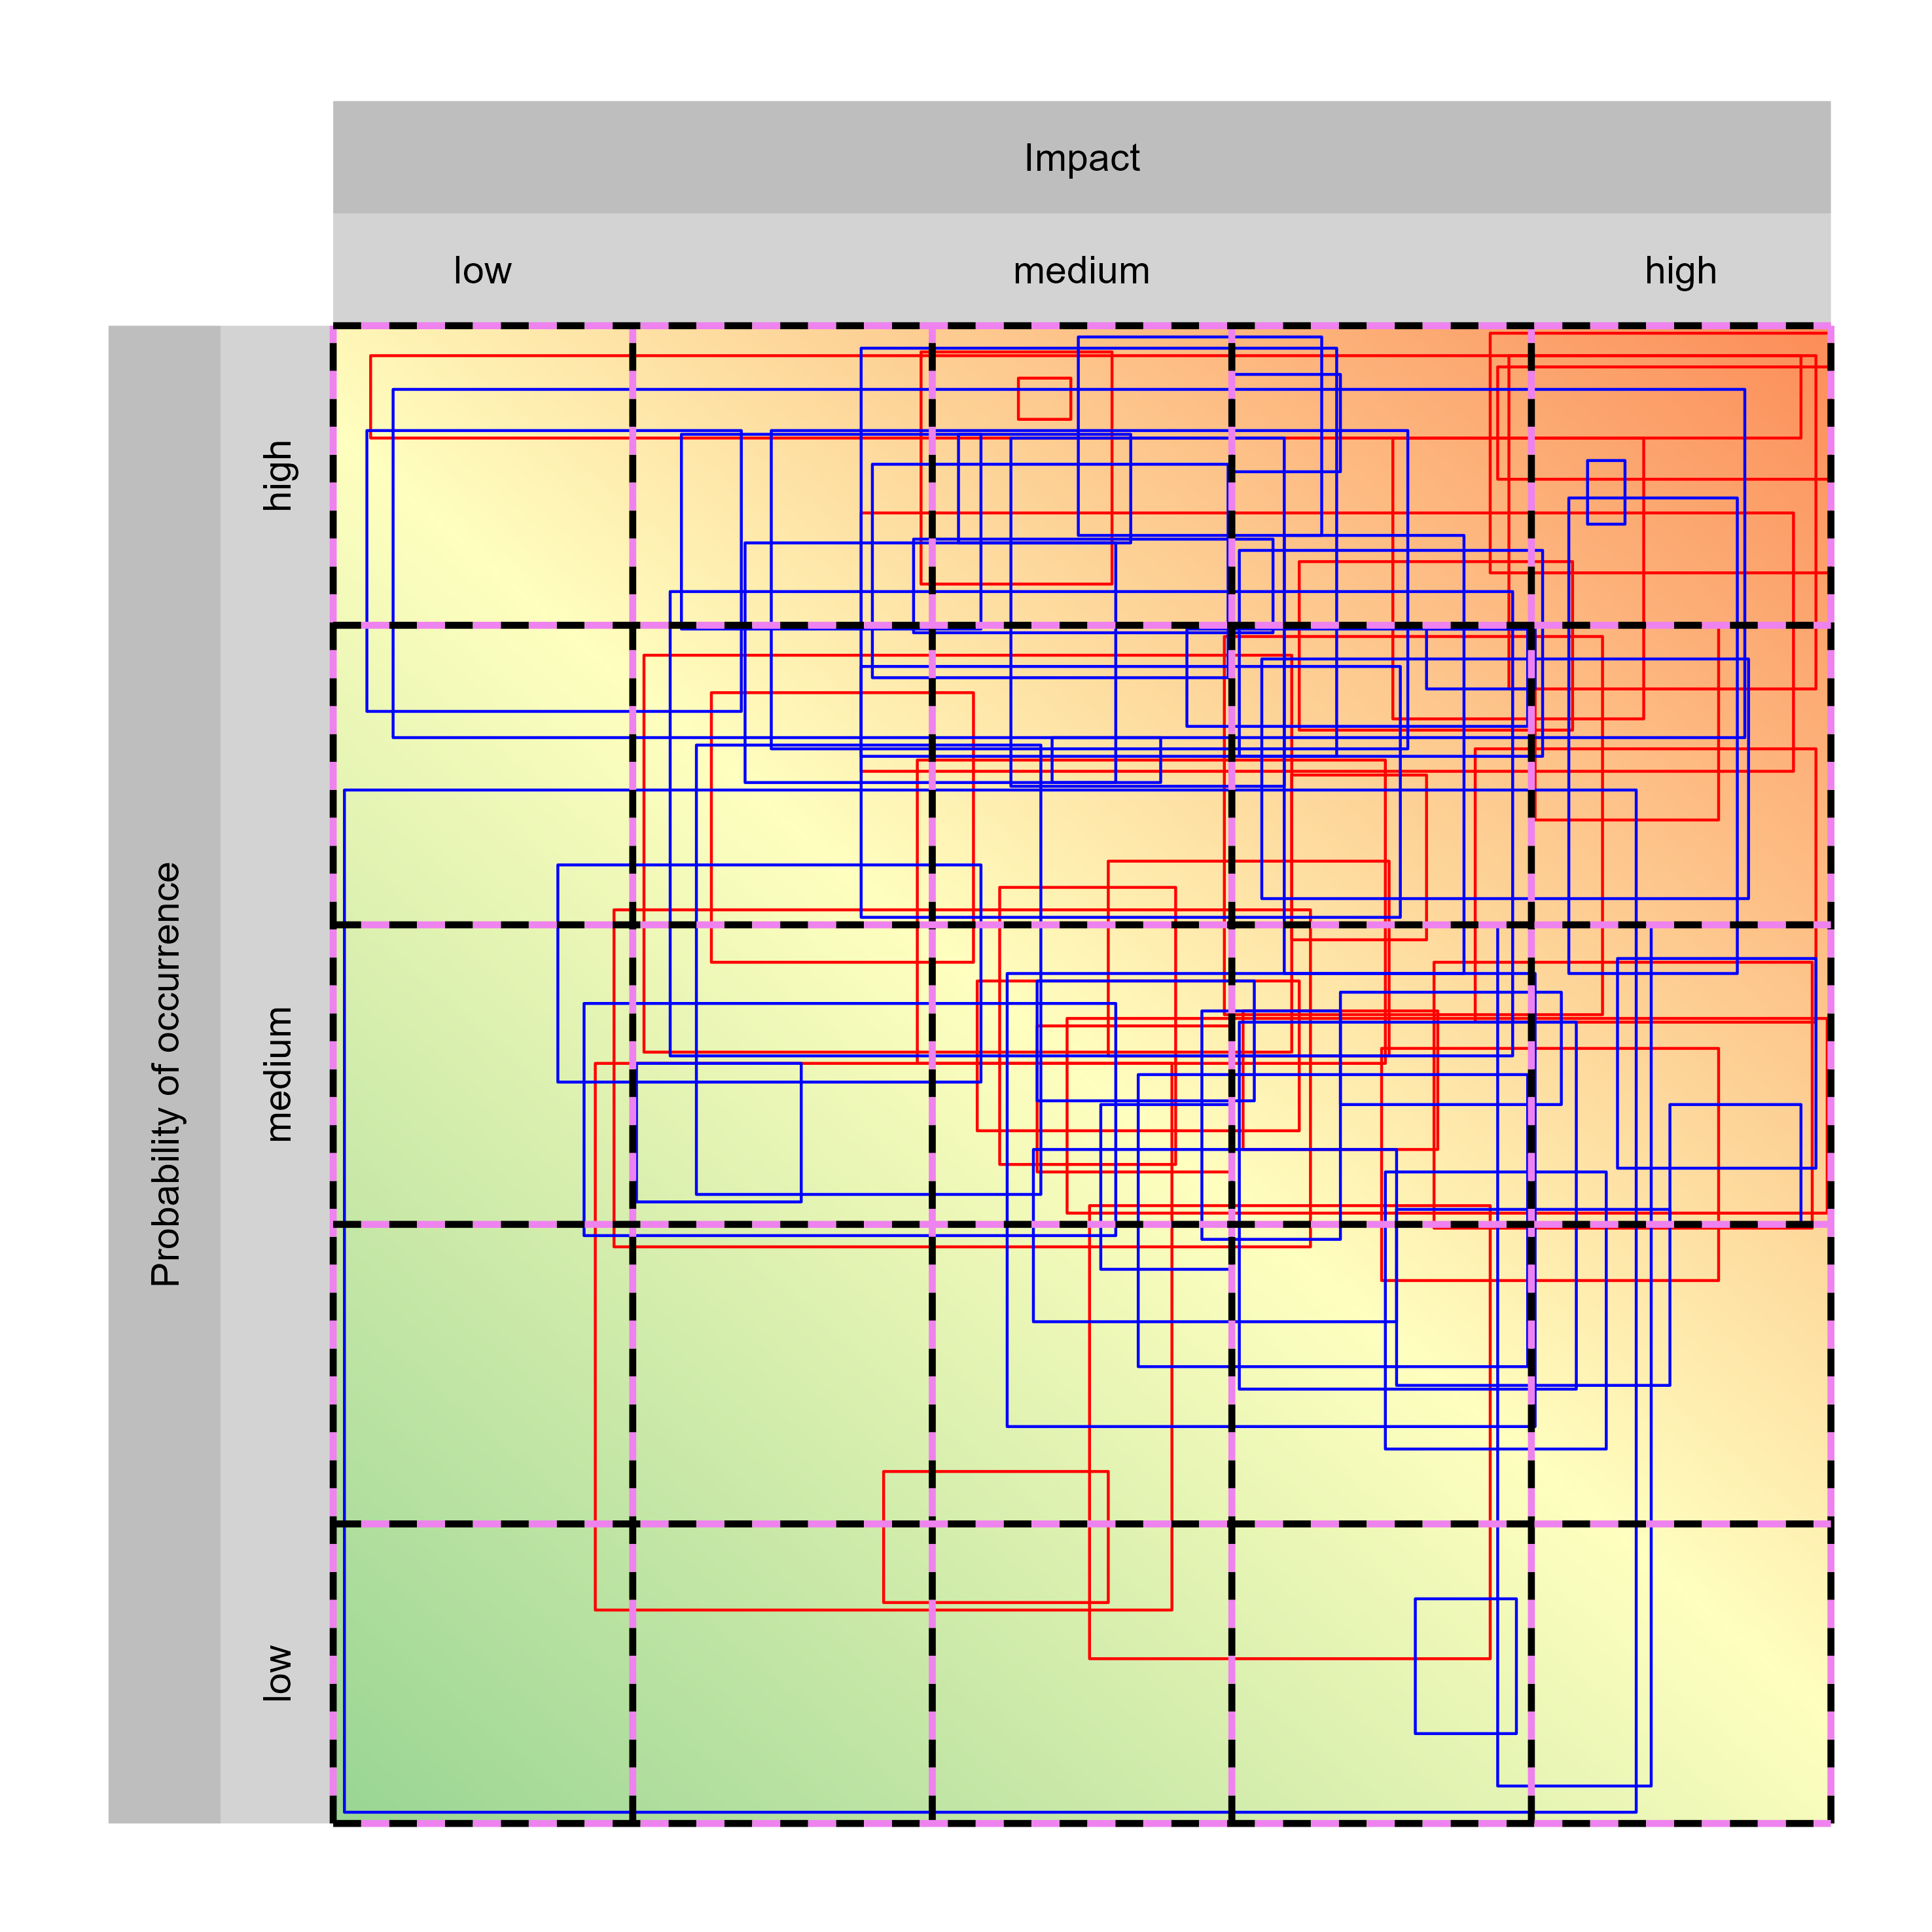 Impact
low
medium
high
Probability of occurrence
high
medium
low